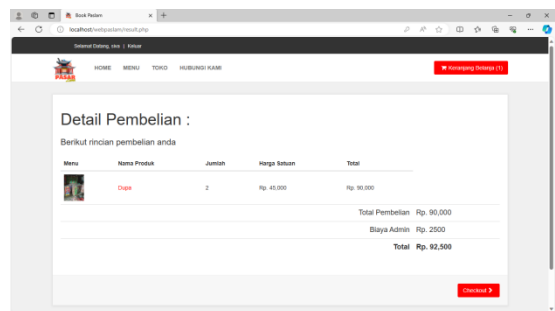 Book Paslam
localhost/webpaslam/result.php
Selamat Datang, | Keluar
PASAR
HOME MENU TOKO HUBUNGI KAMI
Keranjang Belanja (1)
Detail Pembelian :
Berikut rincian pembelian anda
Menu Nama Produk Jumlah Harga Satuan Total
Dupa 2 Rp. 45,000 Rp. 90,000
Total Pembelian Rp. 90,000
Biaya Admin Rp. 2500
Total Rp. 92,500
Checkout